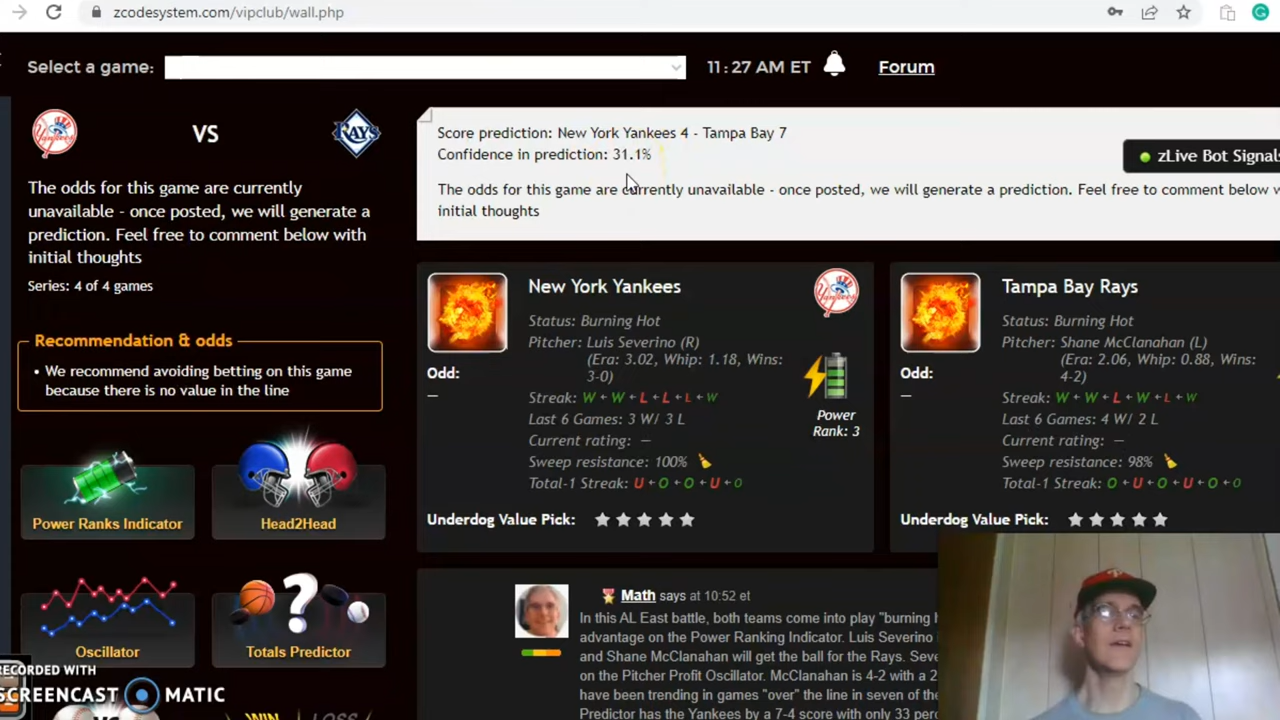 zcodesystem.com/vipclub/wall.php
Select a game:
11:27 AM ET
Forum
VS
RAYS
The odds for this game are currently
unavailable - once posted, we will generate a
prediction. Feel free to comment below with
initial thoughts
Series: 4 of 4 games
Recommendation & odds
• We recommend avoiding betting on this game
because there is no value in the line
Power Ranks Indicator
Head2Head
Oscillator
Totals Predictor
RECORDED WITH
SCREENCAST MATIC
VS
WIN LOSS
Score prediction: New York Yankees 4 - Tampa Bay 7
Confidence in prediction: 31.1%
The odds for this game are currently unavailable - once posted, we will generate a prediction. Feel free to comment below w
initial thoughts
zLive Bot Signals
New York Yankees
Status: Burning Hot
Pitcher: Luis Severino (R)
(Era: 3.02, Whip: 1.18, Wins:
3-0)
Odd:
—
Streak: W W L L L W
Last 6 Games: 3 W/ 3 L
Current rating: —
Sweep resistance: 100%
Total-1 Streak: U O O U O
Underdog Value Pick:
Yankees
Power
Rank: 3
Tampa Bay Rays
Status: Burning Hot
Pitcher: Shane McClanahan (L)
(Era: 2.06, Whip: 0.88, Wins:
4-2)
Odd:
—
Streak: W W L W L W
Last 6 Games: 4 W/ 2 L
Current rating: —
Sweep resistance: 98%
Total-1 Streak: O U O U O O
Underdog Value Pick:
Math says at 10:52 et
In this AL East battle, both teams come into play "burning h
advantage on the Power Ranking Indicator. Luis Severino
and Shane McClanahan will get the ball for the Rays. Seve
on the Pitcher Profit Oscillator. McClanahan is 4-2 with a 2
have been trending in games "over" the line in seven of the
Predictor has the Yankees by a 7-4 score with only 33 perc